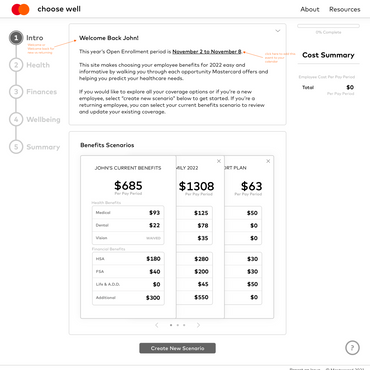 choose well
About
Resources
1 Intro
2 Health
3 Finances
4 Wellbeing
5 Summary
Welcome Back John!
This year's Open Enrollment period is November 2 to November 8.
This site makes choosing your benefits for 2022 easy and
informative by walking you through each opportunity Mastercard offers and
helping you predict your healthcare needs.
If you would like to explore all your coverage options or if you're a new
employee, select "create new scenario" below to get started. If you're a
returning employee, you can select your current benefits scenario to review
and update your existing coverage.
0% Complete
Cost Summary
Employee Cost Per Pay Period
Total $0
Per Pay Period
Benefits Scenarios
JOHN'S CURRENT BENEFITS
$685
Per Pay Period
Health Benefits
Medical $93
Dental $22
Vision
Financial Benefits
HSA $180
FSA $40
Life & A.D.D. $0
Additional $300
MILY 2022
$1308
Per Pay Period
$125
$78
$35
$280
$200
$45
$550
ORT PLAN
$63
Per Pay Period
$50
$0
$0
$30
$30
$50
$0
Create New Scenario
?